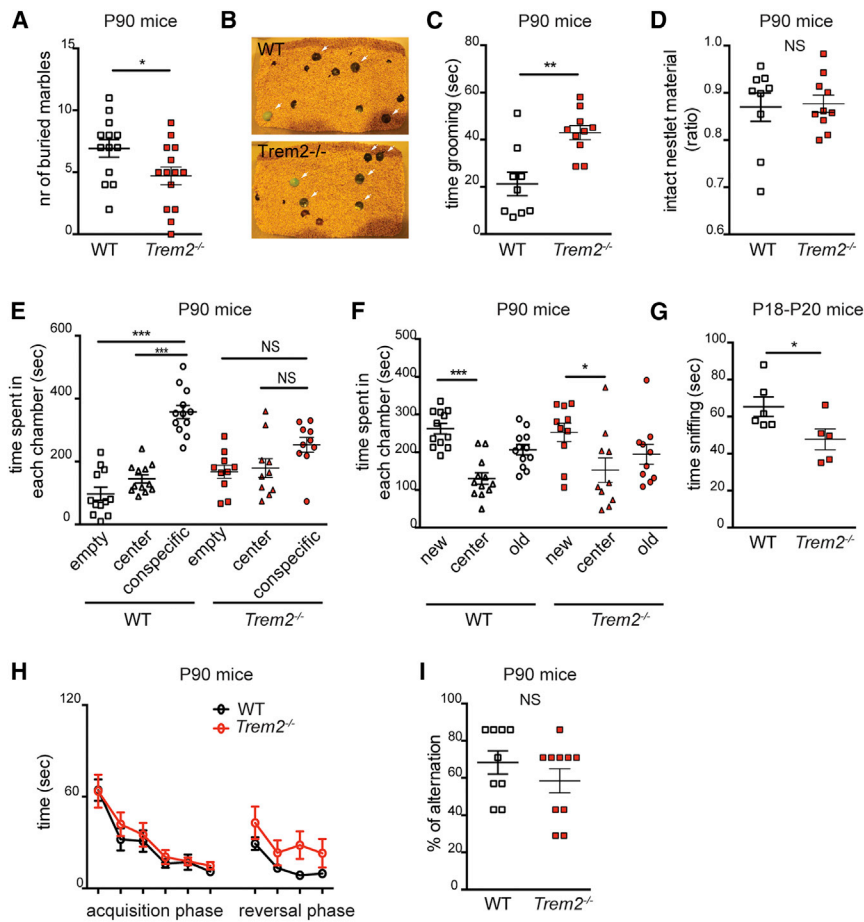 A
P90 mice
nr of buried marbles
15
10
5
0
*
WT
Trem2-/-
B
WT
Trem2-/-
C
P90 mice
time grooming (sec)
80
60
40
20
0
**
WT
Trem2-/-
D
P90 mice
NS
intact nestlet material
(ratio)
1.0
0.9
0.8
0.9
0.6
WT
Trem2-/-
E
P90 mice
time spent in
each chamber (sec)
600
400
200
0
***
***
NS
NS
empty
center
conspecific
empty
center
conspecific
WT
Trem2-/-
F
P90 mice
time spent in
each chamber (sec)
500
400
300
200
100
0
***
*
new
center
old
new
center
old
WT
Trem2-/-
G
P18-P20 mice
time sniffing (sec)
100
80
60
40
20
0
*
WT
Trem2-/-
H
P90 mice
WT
Trem2-/-
time (sec)
120
60
0
acquisition phase
reversal phase
I
P90 mice
NS
% of alternation
100
80
60
40
20
0
WT
Trem2-/-